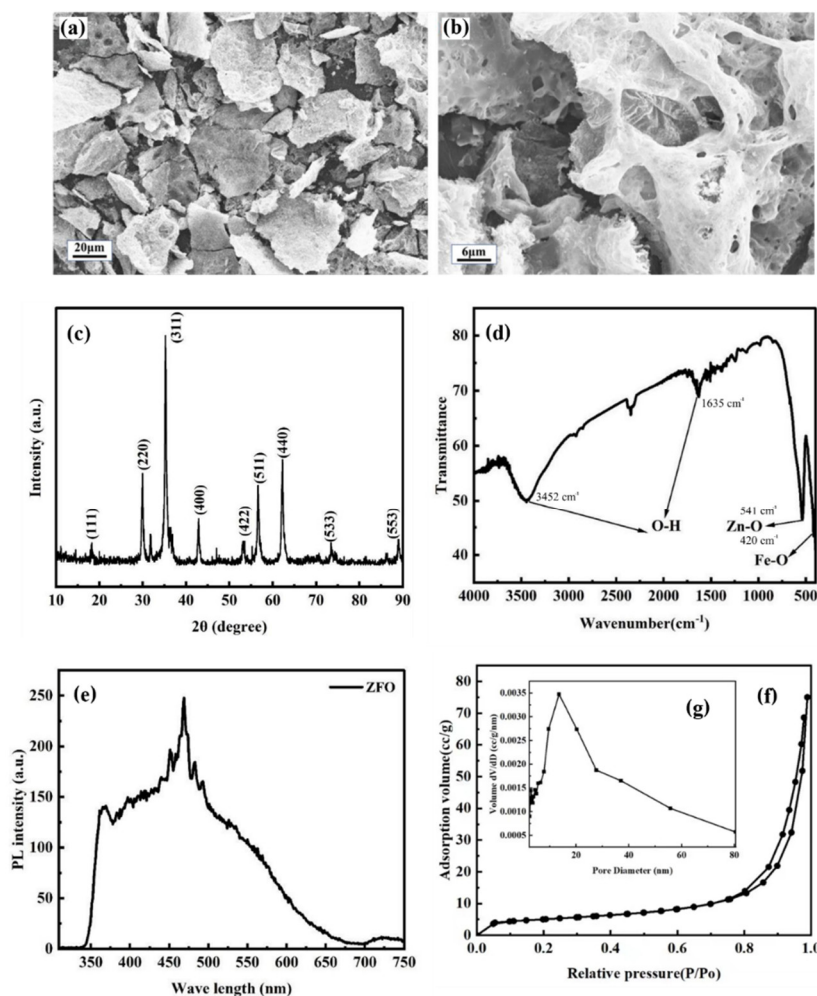 (a)
20μm
(b)
6μm
(c)
Intensity (a.u.)
(111)
(220)
(311)
(400)
(422)
(511)
(440)
(533)
(553)
10 20 30 40 50 60 70 80 90
2θ (degree)
(d)
Transmittance
80
70
60
50
40
3452 cm⁻¹
1635 cm⁻¹
O-H
541 cm⁻¹
Zn-O
420 cm⁻¹
Fe-O
4000 3500 3000 2500 2000 1500 1000 500
Wavenumber(cm⁻¹)
(e)
ZFO
PL intensity (a.u.)
250
200
150
100
50
0
350 400 450 500 550 600 650 700 750
Wave length (nm)
(f)
Adsorption volume(cc/g)
80
70
60
50
40
30
20
10
0
0.0 0.2 0.4 0.6 0.8 1.0
Relative pressure(P/Po)
(g)
Volume dV/dD (cc/g/nm)
0.0035
0.0030
0.0025
0.0020
0.0015
0.0010
0.0005
20 40 60 80
Pore Diameter (nm)